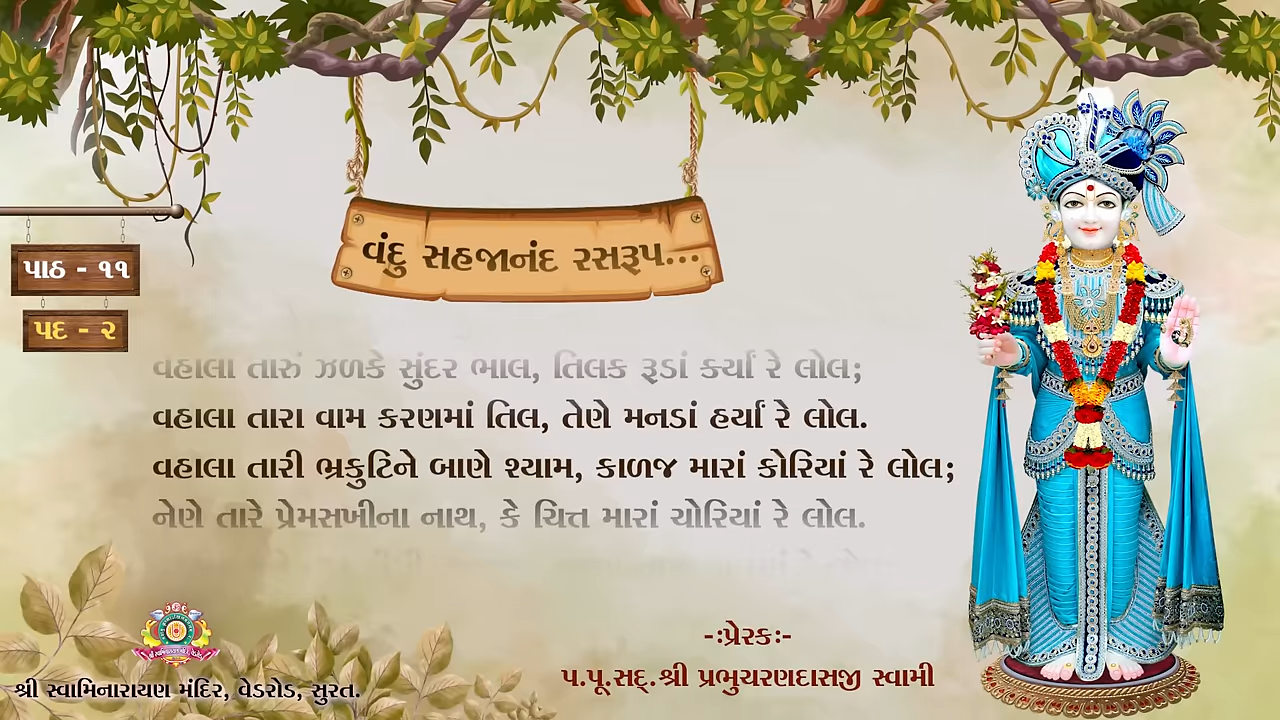 વંદુ સહજાનંદ રસરૂપ...
પાઠ - ૧૧
પદ - ૨
વહાલા તારું ઝળકે સુંદર ભાલ, તિલક રૂડાં કર્યાં રે લોલ;
વહાલા તારા વામ કરણમાં તિલ, તેણે મનડાં હર્યાં રે લોલ.
વહાલા તારી ભ્રકુટિને બાણે શ્યામ, કાળજ મારાં કોરિયાં રે લોલ;
નેણે તારે પ્રેમસખીના નાથ, કે ચિત્ત મારાં ચોરિયાં રે લોલ.
-ઃપ્રેરકઃ-
પ.પૂ.સદ્.શ્રી પ્રભુચરણદાસજી સ્વામી
શ્રી સ્વામિનારાયણ મંદિર, વેડરોડ, સુરત.